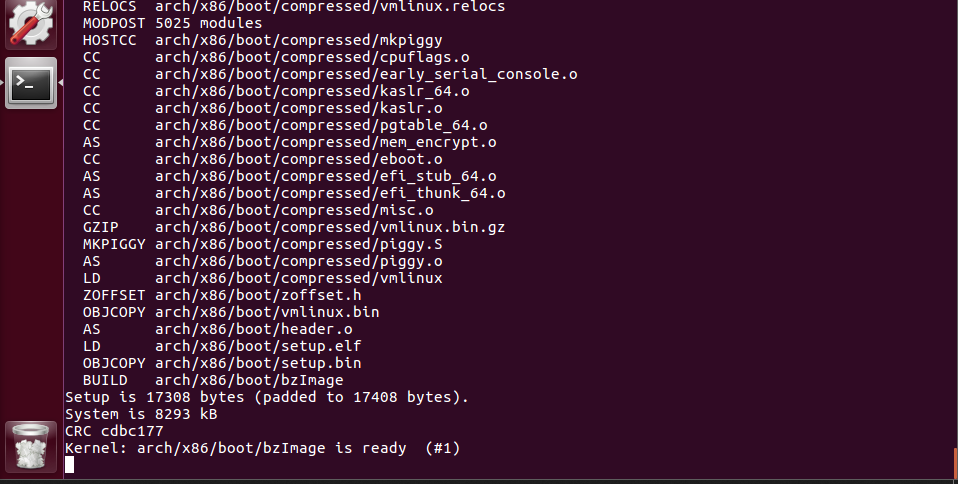 RELOCS  arch/x86/boot/compressed/vmlinux.relocs
MODPOST 5025 modules
HOSTCC  arch/x86/boot/compressed/mkpiggy
CC      arch/x86/boot/compressed/cpuflags.o
CC      arch/x86/boot/compressed/early_serial_console.o
CC      arch/x86/boot/compressed/kaslr_64.o
CC      arch/x86/boot/compressed/kaslr.o
CC      arch/x86/boot/compressed/pgtable_64.o
AS      arch/x86/boot/compressed/mem_encrypt.o
CC      arch/x86/boot/compressed/eboot.o
AS      arch/x86/boot/compressed/efi_stub_64.o
AS      arch/x86/boot/compressed/efi_thunk_64.o
CC      arch/x86/boot/compressed/misc.o
GZIP    arch/x86/boot/compressed/vmlinux.bin.gz
MKPIGGY arch/x86/boot/compressed/piggy.S
AS      arch/x86/boot/compressed/piggy.o
LD      arch/x86/boot/compressed/vmlinux
ZOFFSET arch/x86/boot/zoffset.h
OBJCOPY arch/x86/boot/vmlinux.bin
AS      arch/x86/boot/header.o
LD      arch/x86/boot/setup.elf
OBJCOPY arch/x86/boot/setup.bin
BUILD   arch/x86/boot/bzImage
Setup is 17308 bytes (padded to 17408 bytes).
System is 8293 kB
CRC cdbc177
Kernel: arch/x86/boot/bzImage is ready  (#1)